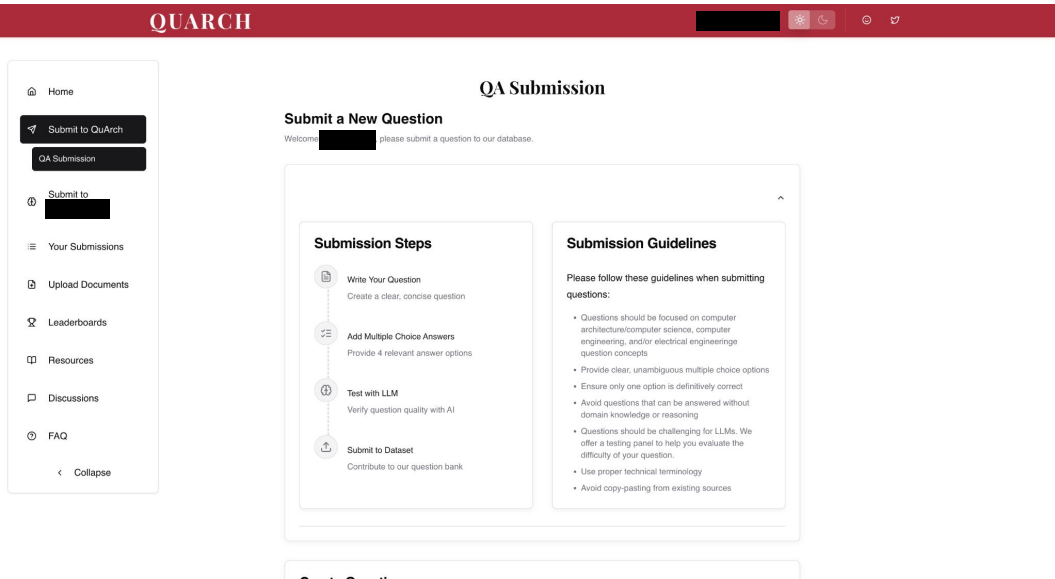 QUARCH
Home
Submit to QuArch
QA Submission
Submit to
Your Submissions
Upload Documents
Leaderboards
Resources
Discussions
FAQ
Collapse
QA Submission
Submit a New Question
Welcome , please submit a question to our database.
Submission Steps
Write Your Question
Create a clear, concise question
Add Multiple Choice Answers
Provide 4 relevant answer options
Test with LLM
Verify question quality with AI
Submit to Dataset
Contribute to our question bank
Submission Guidelines
Please follow these guidelines when submitting
questions:
• Questions should be focused on computer
architecture/computer science, computer
engineering, and/or electrical engineeringe
question concepts
• Provide clear, unambiguous multiple choice options
• Ensure only one option is definitively correct
• Avoid questions that can be answered without
domain knowledge or reasoning
• Questions should be challenging for LLMs. We
offer a testing panel to help you evaluate the
difficulty of your question.
• Use proper technical terminology
• Avoid copy-pasting from existing sources